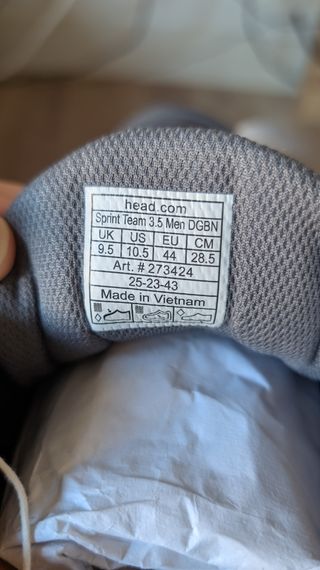 head.com
Sprint Team 3.5 Men DGBN
UK US EU CM
9.5 10.5 44 28.5
Art. # 273424
25-23-43
Made in Vietnam